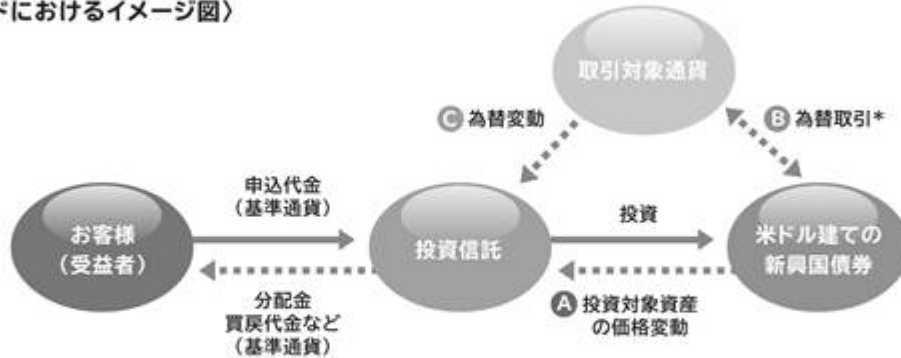 ドにおけるイメージ図〉
取引対象通貨
C 為替変動
B 為替取引*
申込代金
(基準通貨)
投資
お客様
(受益者)
投資信託
米ドル建ての
新興国債券
分配金
買戻代金など
(基準通貨)
A 投資対象資産
の価格変動